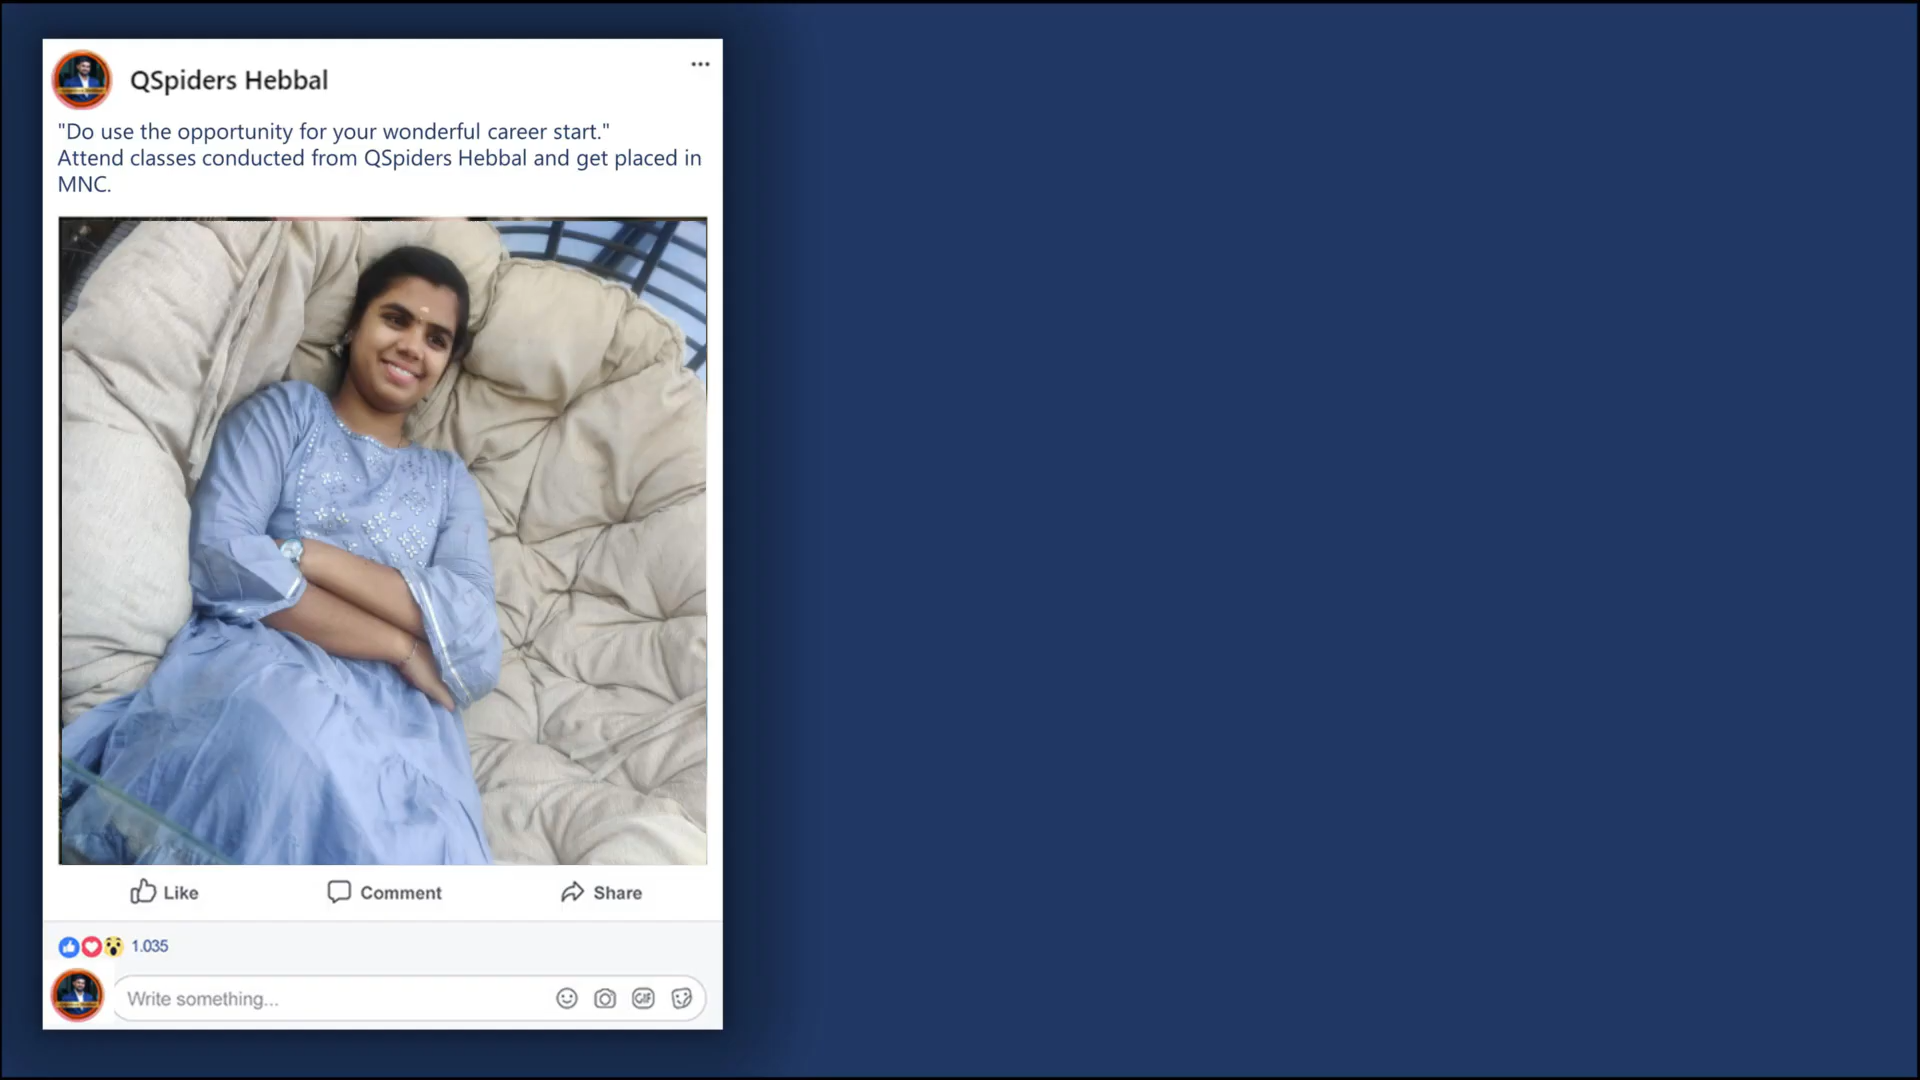 QSpiders Hebbal
"Do use the opportunity for your wonderful career start."
Attend classes conducted from QSpiders Hebbal and get placed in
MNC.
Like Comment Share
1.035
Write something...
GIF